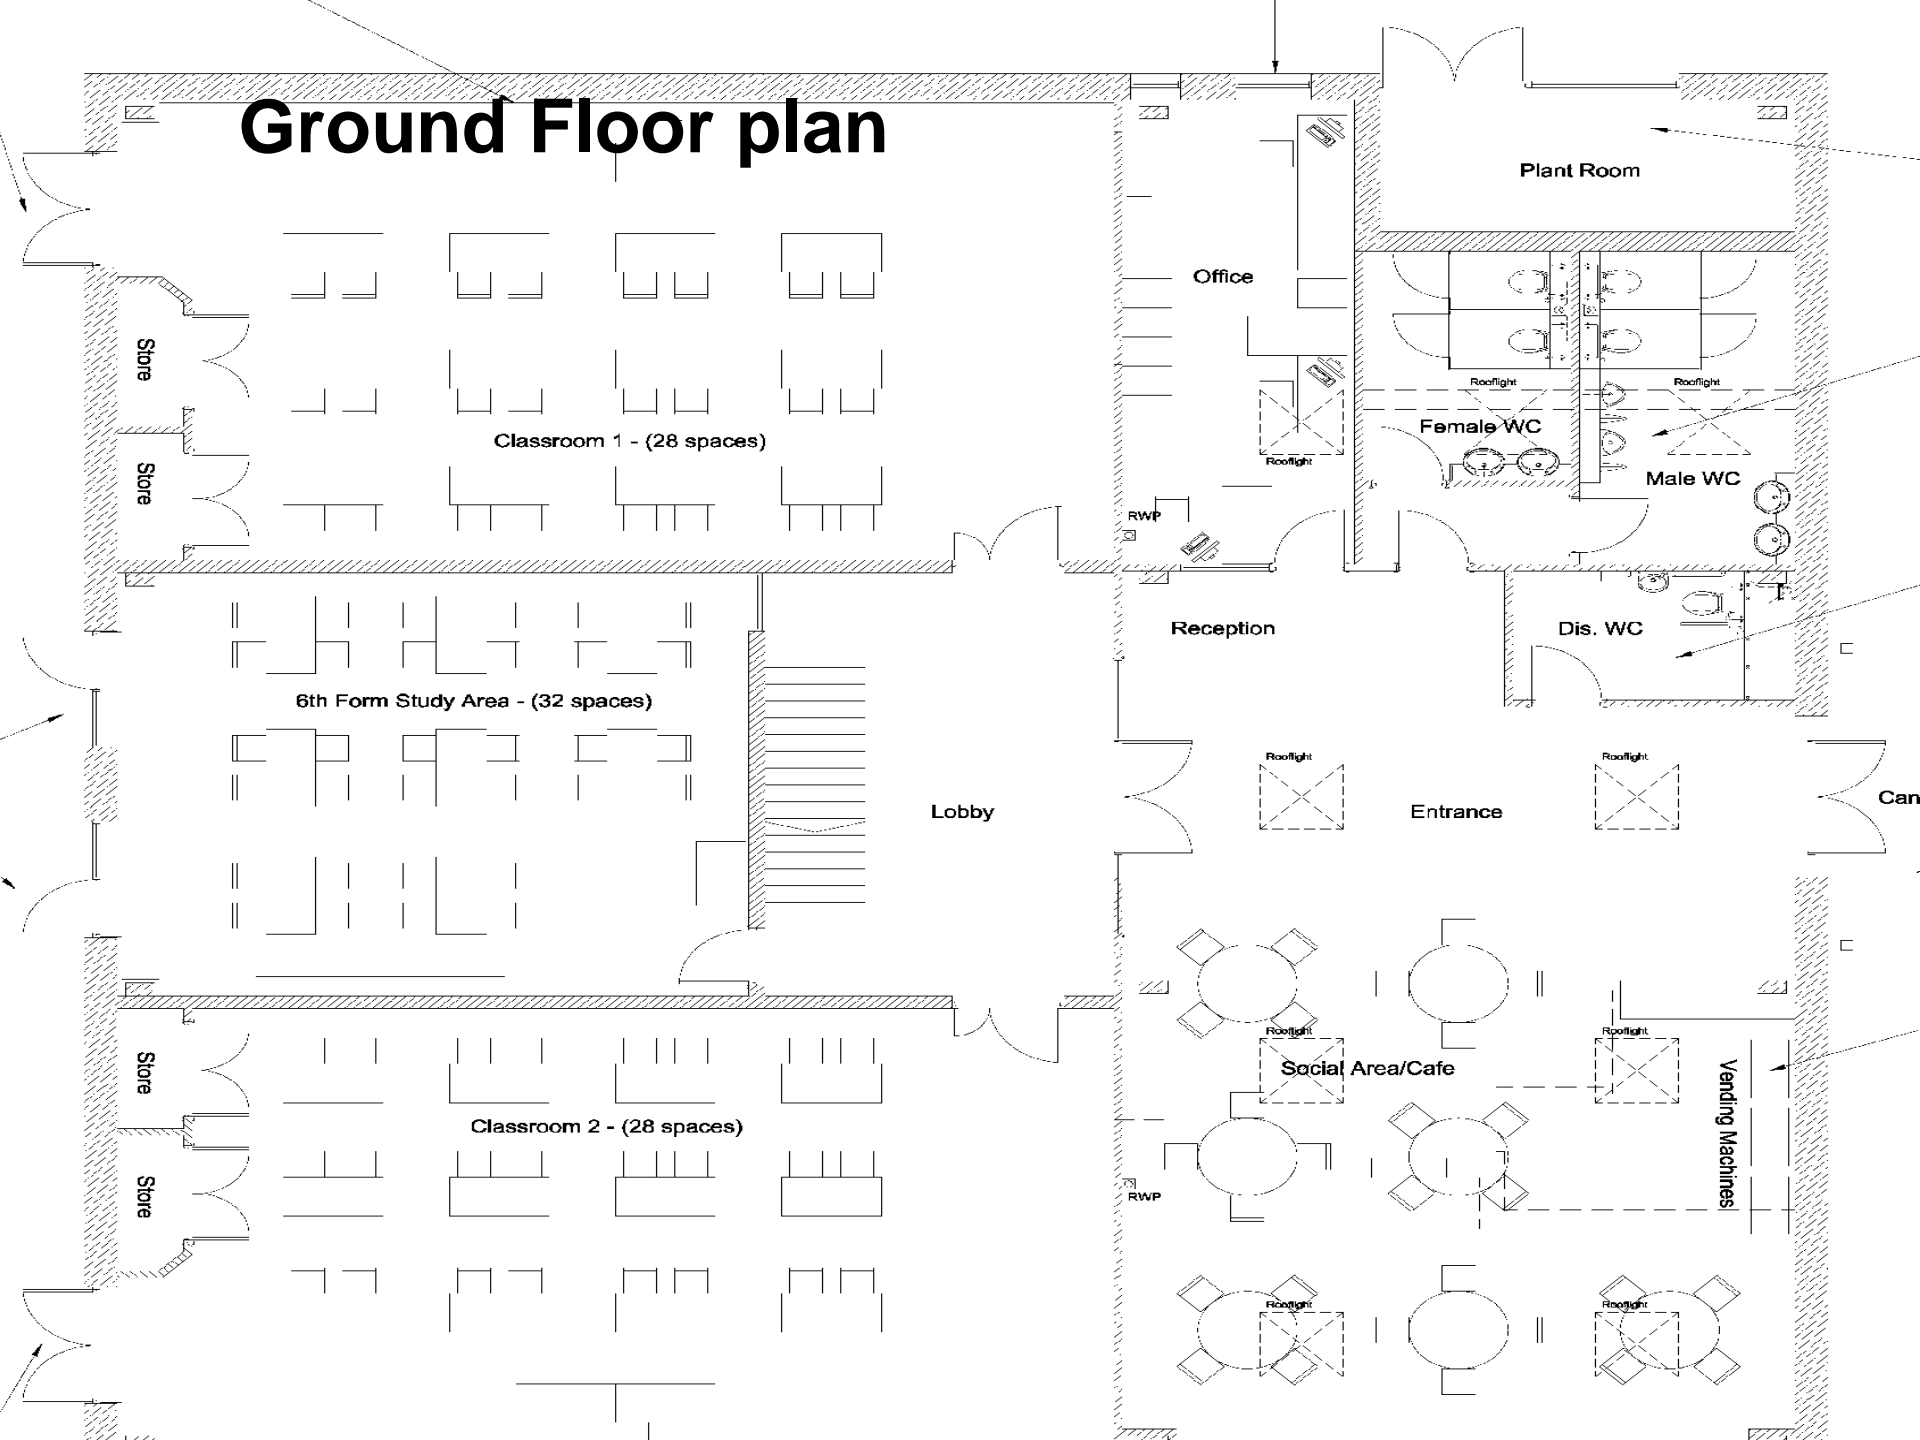 Ground Floor plan
Plant Room
Office
Store
Rooflight
Rooflight
Female WC
Classroom 1 - (28 spaces)
Rooflight
Store
Male WC
RWP
Reception
Dis. WC
6th Form Study Area - (32 spaces)
Rooflight
Rooflight
Lobby
Entrance
Can
Rooflight
Rooflight
Store
Social Area/Cafe
Vending Machines
Classroom 2 - (28 spaces)
Store
RWP
Rooflight
Rooflight